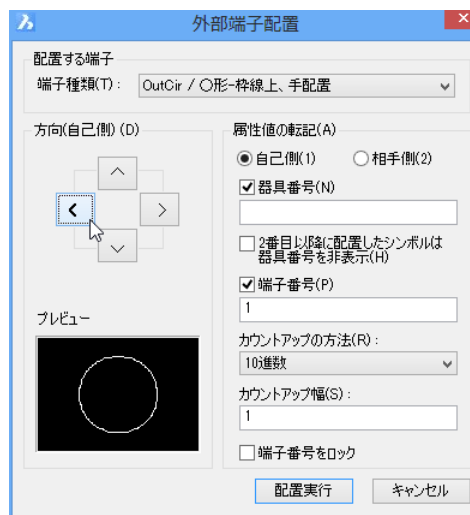 外部端子配置
配置する端子
端子種類(T)： OutCir / ○形-枠線上、手配置
方向(自己側) (D)
プレビュー
属性値の転記(A)
自己側(1) 相手側(2)
器具番号(N)
2番目以降に配置したシンボルは
器具番号を非表示(H)
端子番号(P)
1
カウントアップの方法(R)：
10進数
カウントアップ幅(S)：
1
端子番号をロック
配置実行 キャンセル